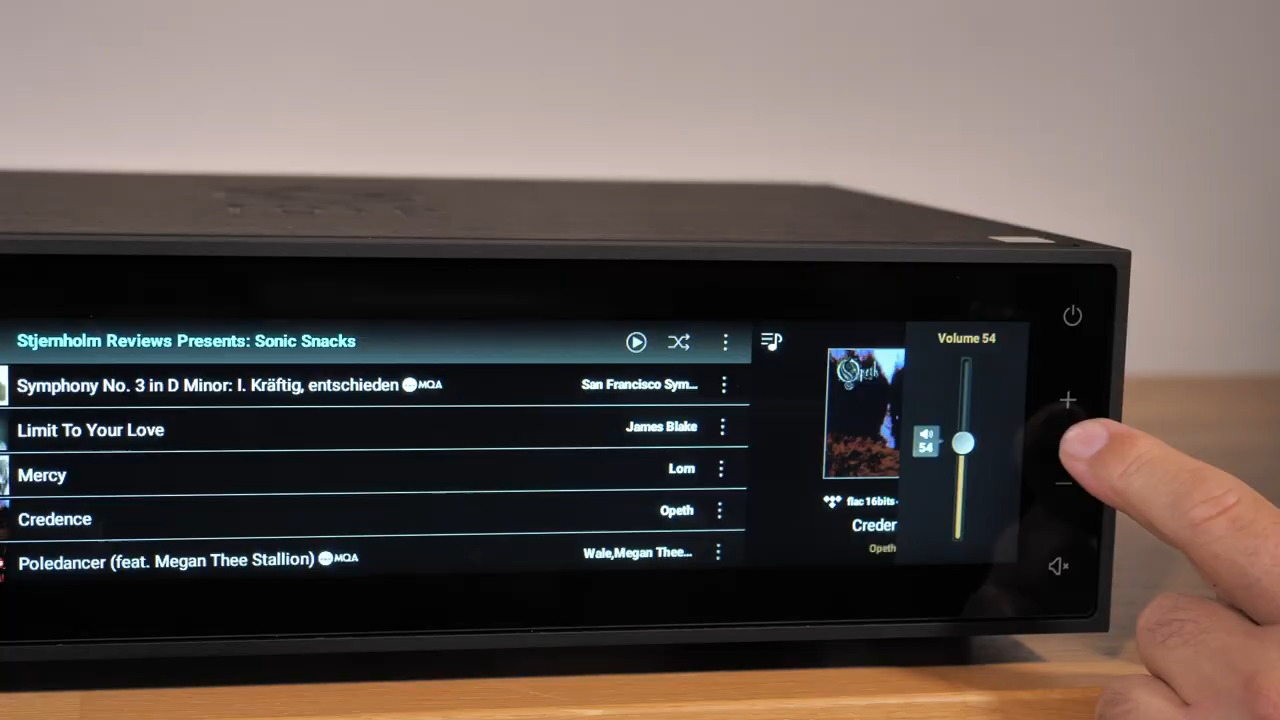 Stjernholm Reviews Presents: Sonic Snacks
Symphony No. 3 in D Minor: I. Kräftig, entschieden MQA San Francisco Sym...
Limit To Your Love James Blake
Mercy Lorn
Credence Opeth
Poledancer (feat. Megan Thee Stallion) MQA Wale,Megan Thee...
Opeth
flac 16bits
Creder
Opeth
Volume 54
54